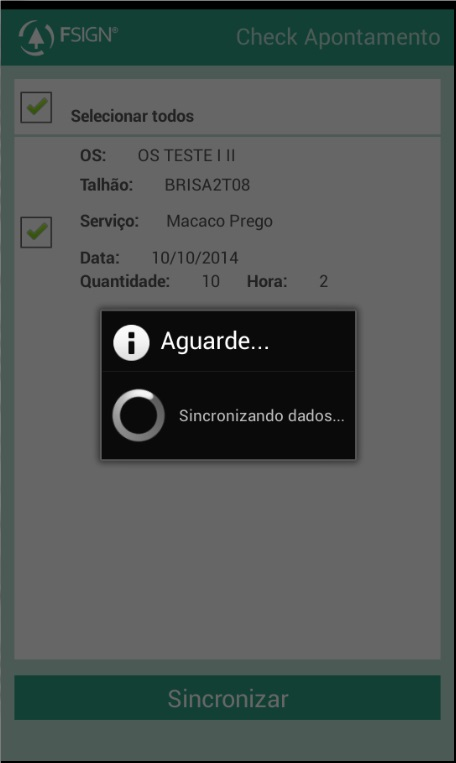 FSIGN® Check Apontamento
Selecionar todos
OS: OS TESTE I II
Talhão: BRISA2T08
Serviço: Macaco Prego
Data: 10/10/2014
Quantidade: 10 Hora: 2
Aguarde...
Sincronizando dados...
Sincronizar